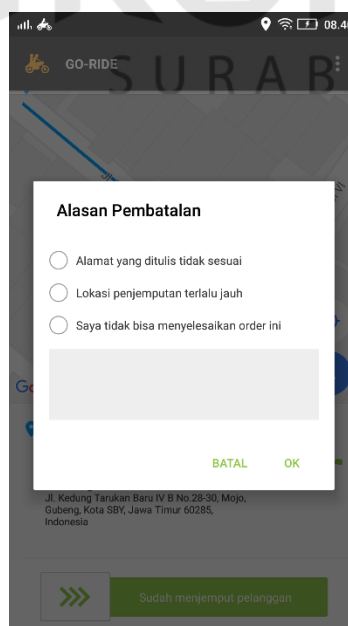 08.40
GO-RIDE
SURAB
Alasan Pembatalan
Alamat yang ditulis tidak sesuai
Lokasi penjemputan terlalu jauh
Saya tidak bisa menyelesaikan order ini
BATAL OK
Jl. Kedung Tarukan Baru IV B No.28-30, Mojo,
Gubeng, Kota SBY, Jawa Timur 60285,
Indonesia
Sudah menjemput pelanggan